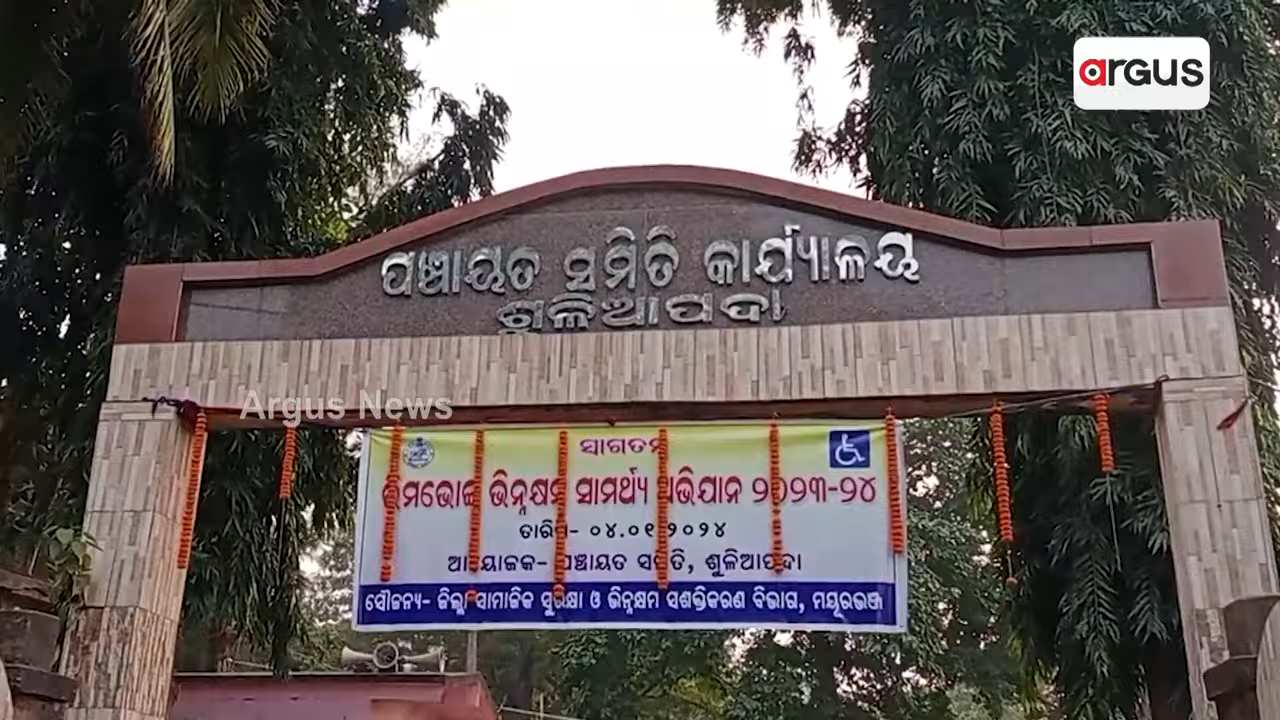 argus
ପଞ୍ଚାୟତ ସମିତି କାର୍ଯ୍ୟାଳୟ
ଶୁଳିଆପଦା
Argus News
ସ୍ୱାଗତମ
ଭୀମଭୋଇ ଭିନ୍ନକ୍ଷମ ସାମର୍ଥ୍ୟ ଅଭିଯାନ ୨୦୨୩-୨୪
ତାରିଖ- ୦୪.୦୧.୨୦୨୪
ଆୟୋଜକ- ପଞ୍ଚାୟତ ସମିତି, ଶୁଳିଆପଦା
ସୌଜନ୍ୟ- ଜିଲ୍ଲା ସାମାଜିକ ସୁରକ୍ଷା ଓ ଭିନ୍ନକ୍ଷମ ସଶକ୍ତିକରଣ ବିଭାଗ, ମୟୂରଭଞ୍ଜ